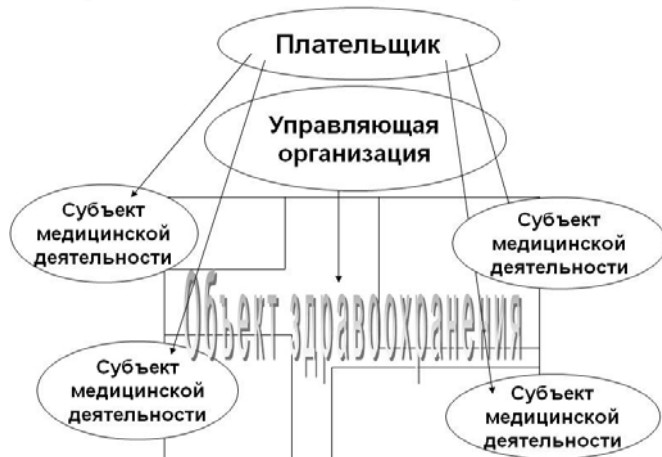 Плательщик
Управляющая
организация
Субъект
медицинской
деятельности
Субъект
медицинской
деятельности
Объект здравоохранения
Субъект
медицинской
деятельности
Субъект
медицинской
деятельности